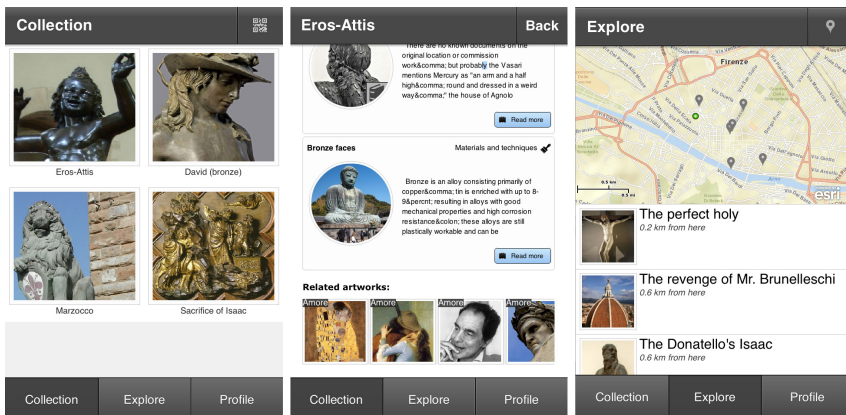 Collection
Eros-Attis
David (bronze)
Marzocco
Sacrifice of Isaac
Collection
Explore
Profile
Eros-Attis
Back
There are no known documents on the
original location or commission
work&comma; but probably the Vasari
mentions Mercury as "an arm and a half
high&comma; round and dressed in a weird
way&comma;" the house of Agnolo
Read more
Bronze faces
Materials and techniques
Bronze is an alloy consisting primarily of
copper&comma; tin is enriched with up to 8-
9&percnt; resulting in alloys with good
mechanical properties and high corrosion
resistance&colon; these alloys are still
plastically workable and can be
Read more
Related artworks:
Amore
Amore
Amore
Amore
Collection
Explore
Profile
Explore
Firenze
0.5 km
0.5 mi
esri
The perfect holy
0.2 km from here
The revenge of Mr. Brunelleschi
0.6 km from here
The Donatello's Isaac
0.6 km from here
Collection
Explore
Profile